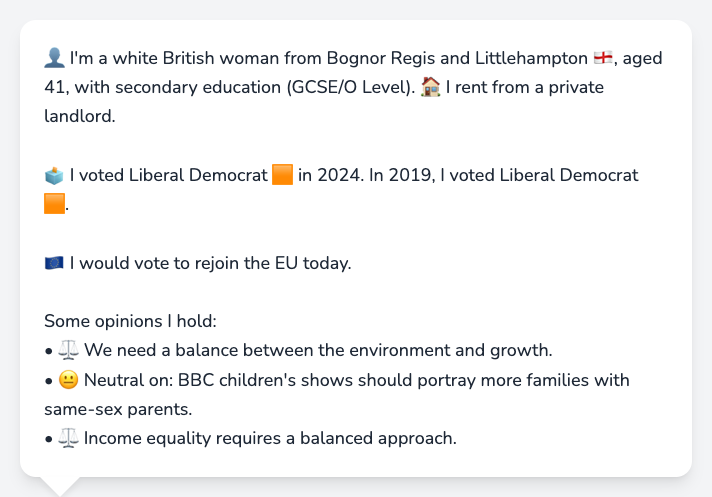 👤 I'm a white British woman from Bognor Regis and Littlehampton 🏴󠁧󠁢󠁥󠁮󠁧󠁿, aged
41, with secondary education (GCSE/O Level). 🏠 I rent from a private
landlord.
🗳️ I voted Liberal Democrat 🟧 in 2024. In 2019, I voted Liberal Democrat
🟧.
🇪🇺 I would vote to rejoin the EU today.
Some opinions I hold:
• ⚖️ We need a balance between the environment and growth.
• 😐 Neutral on: BBC children's shows should portray more families with
same-sex parents.
• ⚖️ Income equality requires a balanced approach.